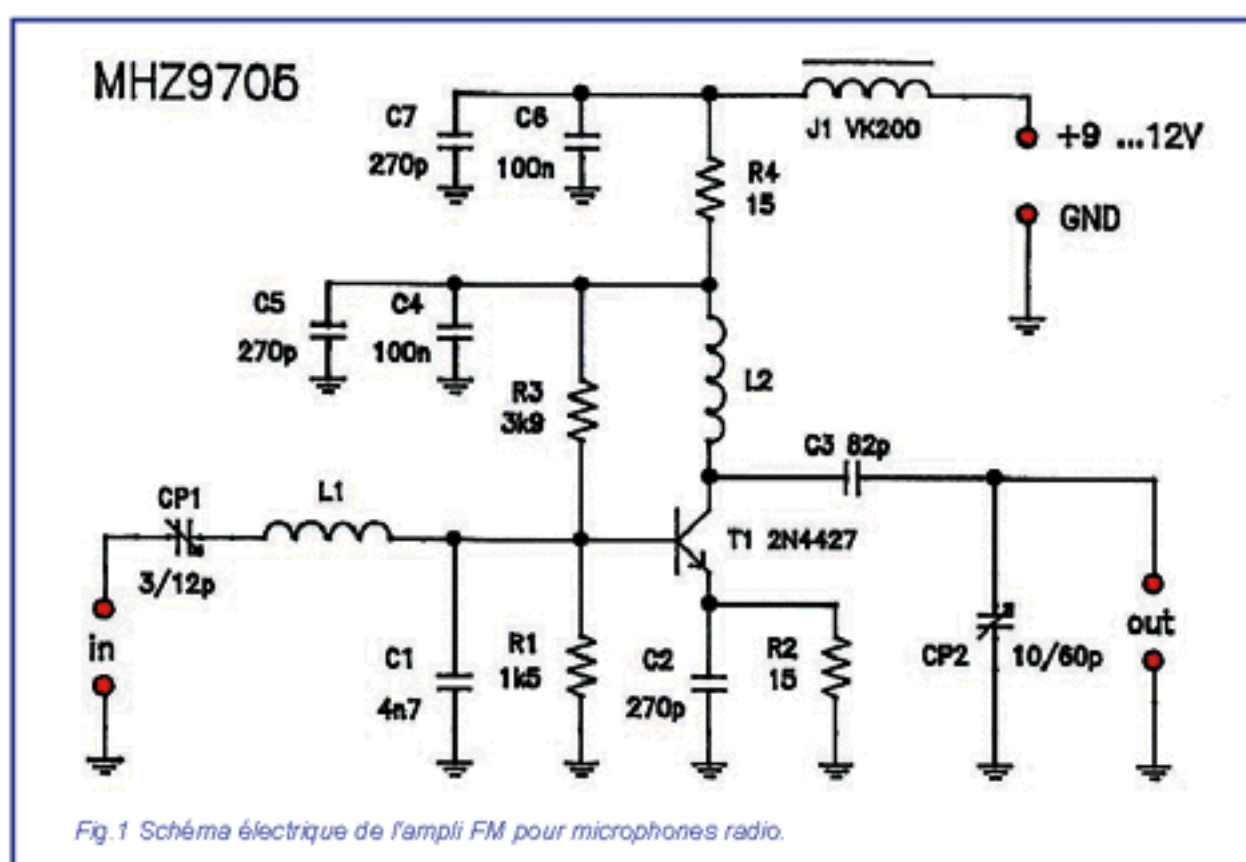 MHZ9705
C7
270p
C6
100n
J1 VK200
+9 ...12V
R4
15
GND
C5
270p
C4
100n
R3
3k9
L2
C3 82p
CP1
3/12p
L1
T1 2N4427
in
C1
4n7
R1
1k5
C2
270p
R2
15
CP2
10/60p
out
Fig.1 Schéma électrique de l'ampli FM pour microphones radio.